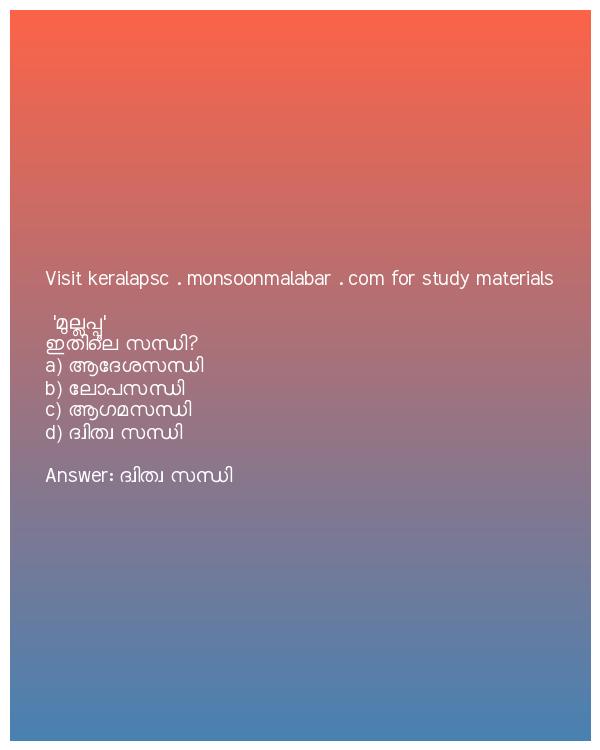 Visit keralapsc . monsoonmalabar . com for study materials
'മുല്ലപ്പൂ'
ഇതിലെ സന്ധി?
a) ആദേശസന്ധി
b) ലോപസന്ധി
c) ആഗമസന്ധി
d) ദ്വിത്വ സന്ധി
Answer: ദ്വിത്വ സന്ധി